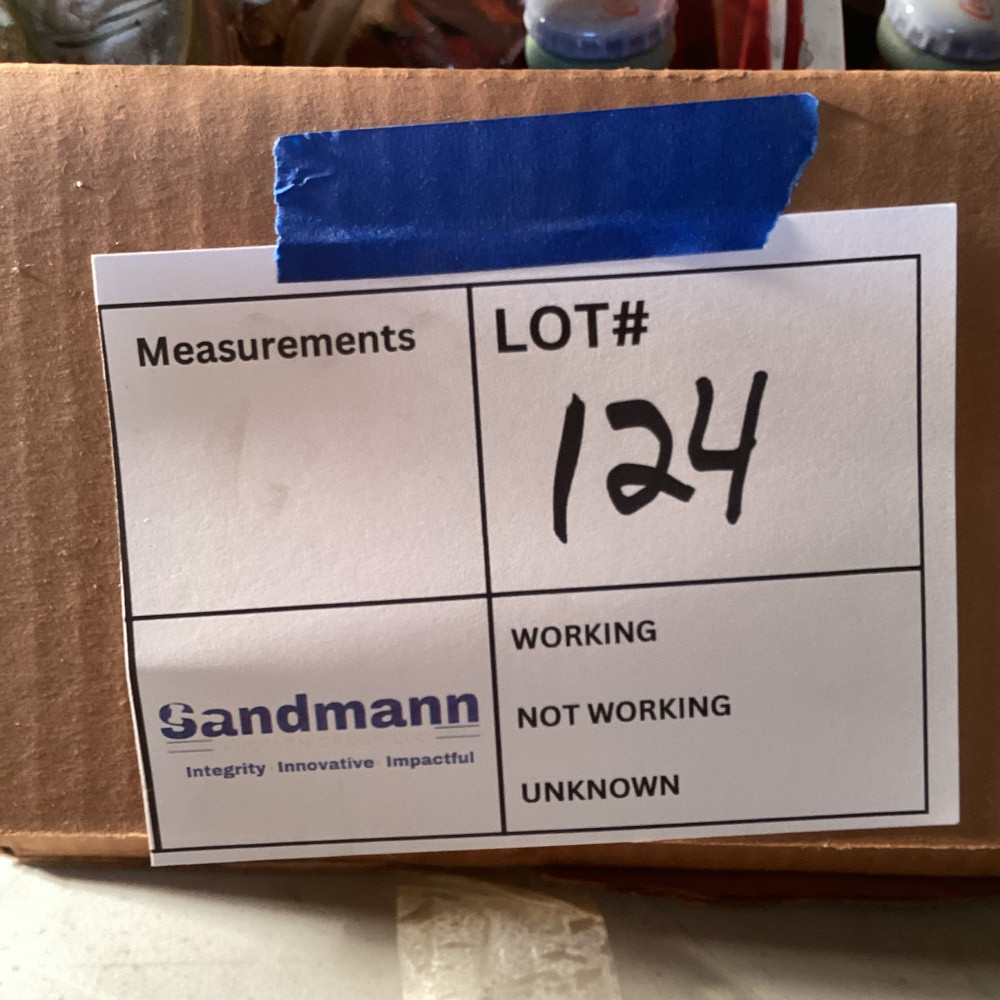 Measurements
LOT#
124
Sandmann
Integrity Innovative Impactful
WORKING
NOT WORKING
UNKNOWN